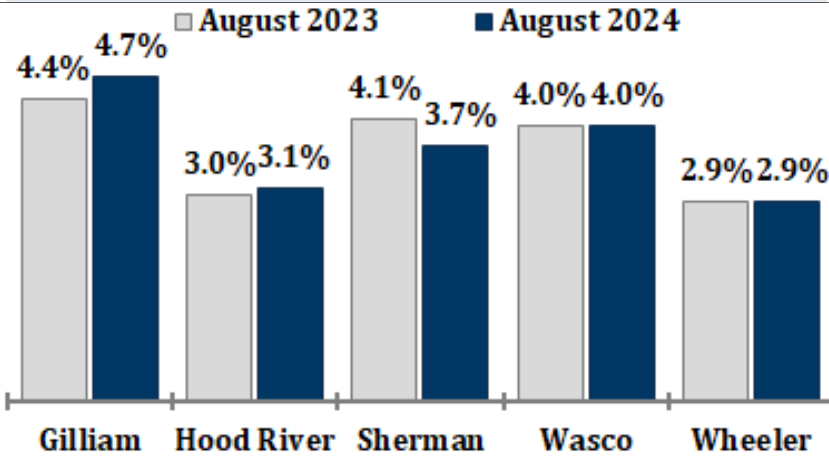 August 2023 August 2024
4.4% 4.7%
3.0% 3.1%
4.1% 3.7%
4.0% 4.0%
2.9% 2.9%
Gilliam Hood River Sherman Wasco Wheeler